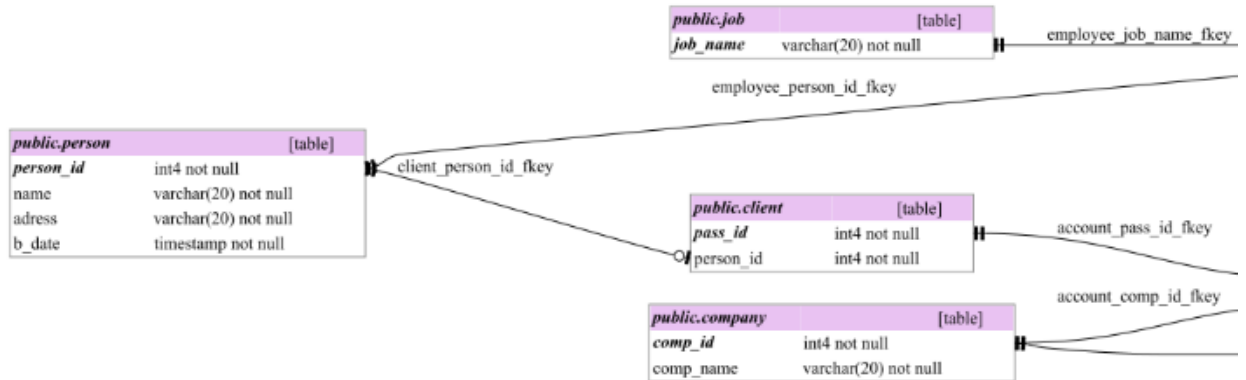 public.job [table]
job_name varchar(20) not null
employee_job_name_fkey
employee_person_id_fkey
public.person [table]
person_id int4 not null
name varchar(20) not null
adress varchar(20) not null
b_date timestamp not null
client_person_id_fkey
public.client [table]
pass_id int4 not null
person_id int4 not null
account_pass_id_fkey
account_comp_id_fkey
public.company [table]
comp_id int4 not null
comp_name varchar(20) not null